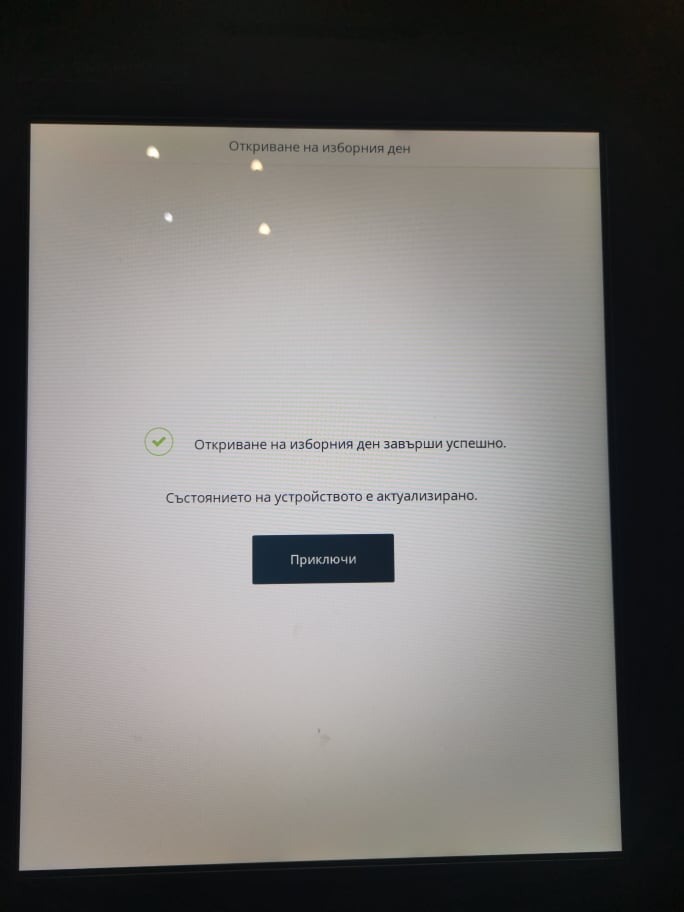 Откриване на изборния ден
Откриване на изборния ден завърши успешно.
Състоянието на устройството е актуализирано.
Приключи